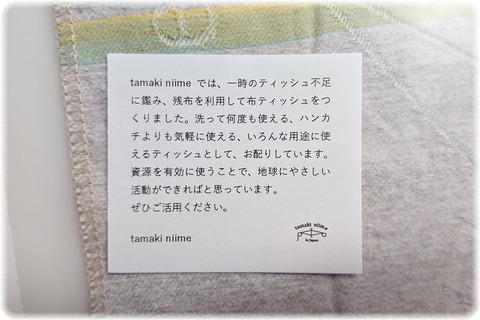 tamaki niime では、一時のティッシュ不足
に鑑み、残布を利用して布ティッシュをつ
くりました。洗って何度も使える、ハンカ
チよりも気軽に使える、いろんな用途に使
えるティッシュとして、お配りしています。
資源を有効に使うことで、地球にやさしい
活動ができればと思っています。
ぜひご活用ください。
tamaki niime
tamaki niime
in Japan